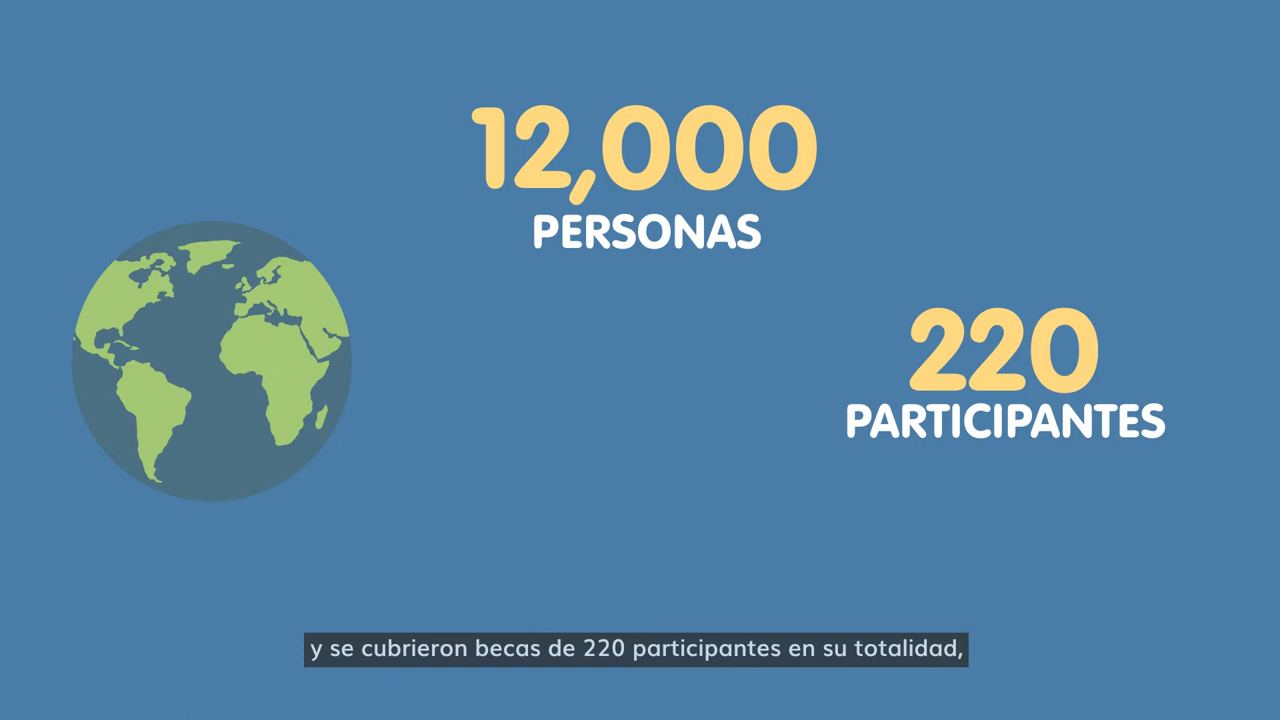 12,000
PERSONAS
220
PARTICIPANTES
y se cubrieron becas de 220 participantes en su totalidad,